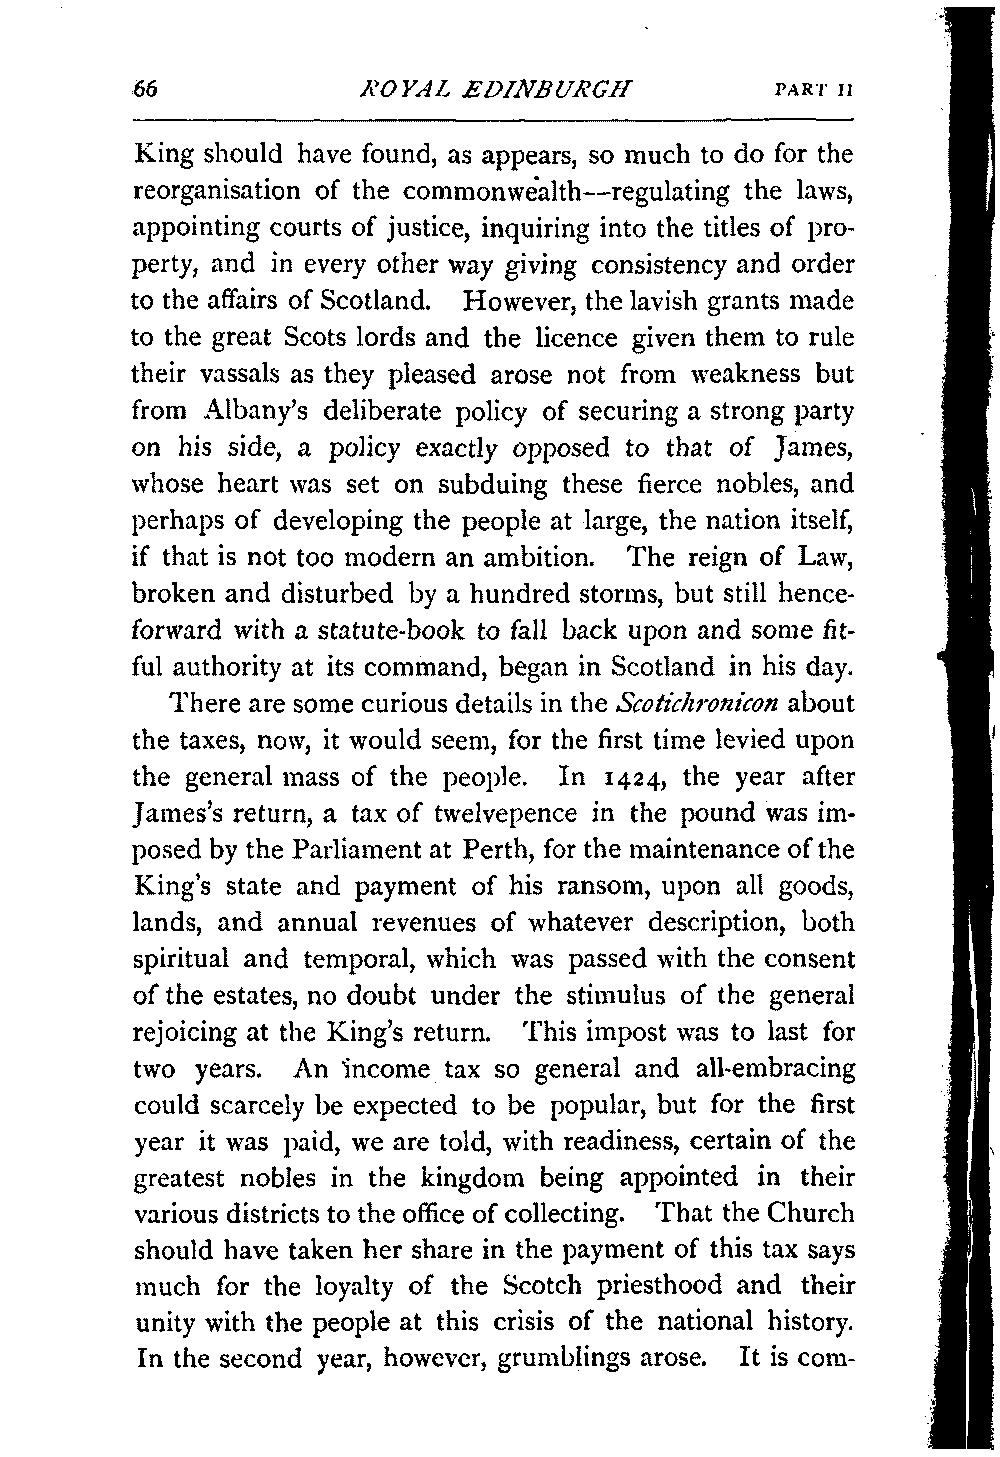 66 ROYAL EDINBURGH PART II
King should have found, as appears, so much to do for the
reorganisation of the commonwealth--regulating the laws,
appointing courts of justice, inquiring into the titles of pro-
perty, and in every other way giving consistency and order
to the affairs of Scotland. However, the lavish grants made
to the great Scots lords and the licence given them to rule
their vassals as they pleased arose not from weakness but
from Albany's deliberate policy of securing a strong party
on his side, a policy exactly opposed to that of James,
whose heart was set on subduing these fierce nobles, and
perhaps of developing the people at large, the nation itself,
if that is not too modern an ambition. The reign of Law,
broken and disturbed by a hundred storms, but still hence-
forward with a statute-book to fall back upon and some fit-
ful authority at its command, began in Scotland in his day.
There are some curious details in the Scotichronicon about
the taxes, now, it would seem, for the first time levied upon
the general mass of the people. In 1424, the year after
James's return, a tax of twelvepence in the pound was im-
posed by the Parliament at Perth, for the maintenance of the
King's state and payment of his ransom, upon all goods,
lands, and annual revenues of whatever description, both
spiritual and temporal, which was passed with the consent
of the estates, no doubt under the stimulus of the general
rejoicing at the King's return. This impost was to last for
two years. An income tax so general and all-embracing
could scarcely be expected to be popular, but for the first
year it was paid, we are told, with readiness, certain of the
greatest nobles in the kingdom being appointed in their
various districts to the office of collecting. That the Church
should have taken her share in the payment of this tax says
much for the loyalty of the Scotch priesthood and their
unity with the people at this crisis of the national history.
In the second year, however, grumblings arose. It is com-